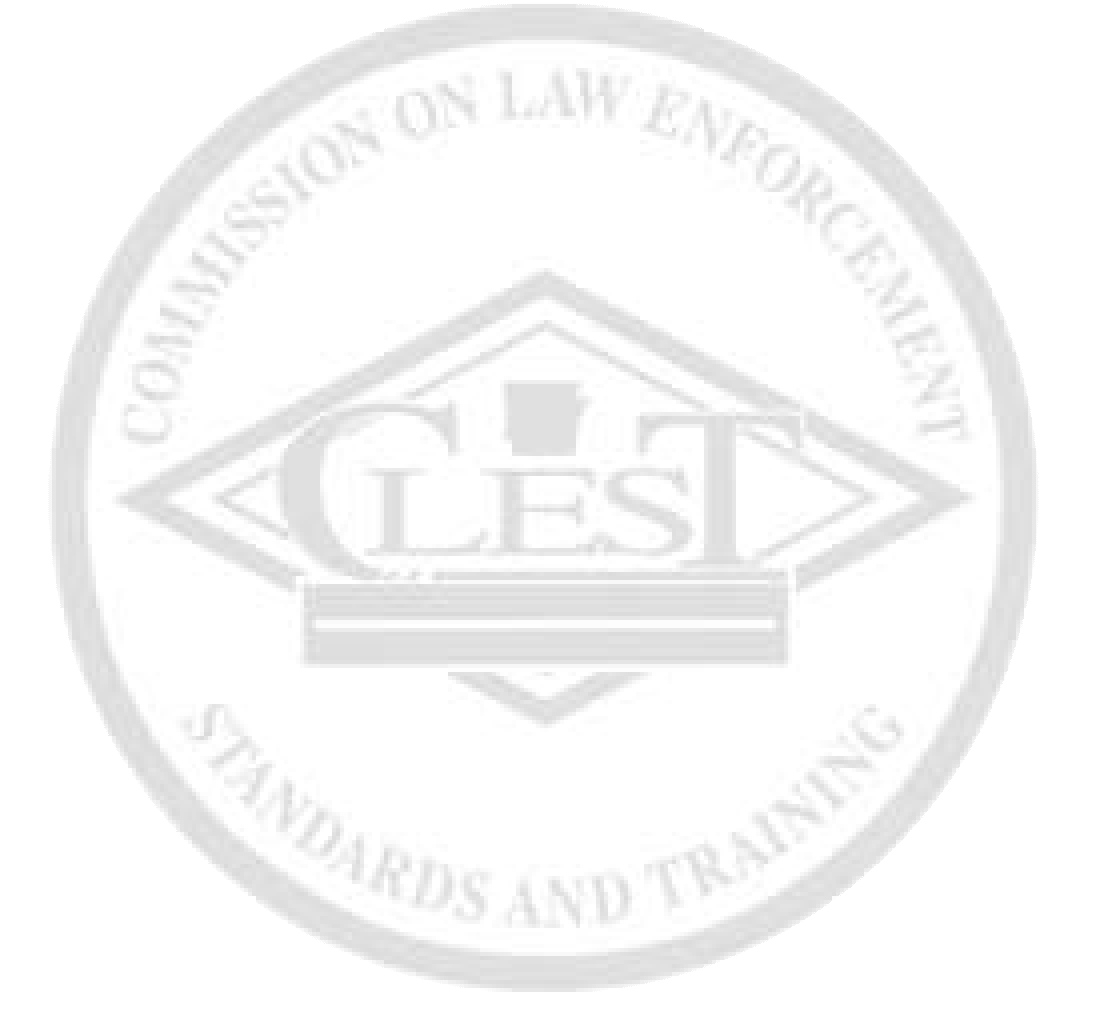 COMMISSION ON LAW ENFORCEMENT
CLEST
STANDARDS AND TRAINING